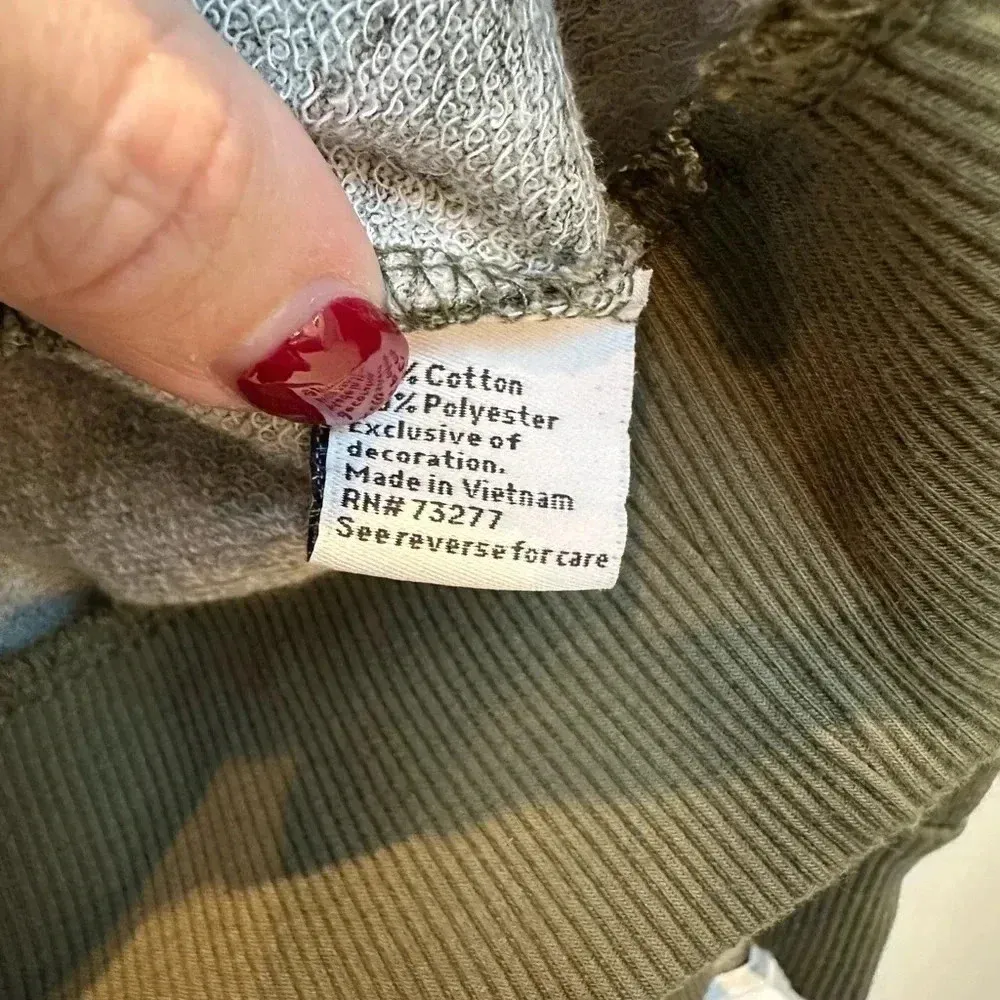 % Cotton
% Polyester
Exclusive of
decoration.
Made in Vietnam
RN# 73277
See reverse for care